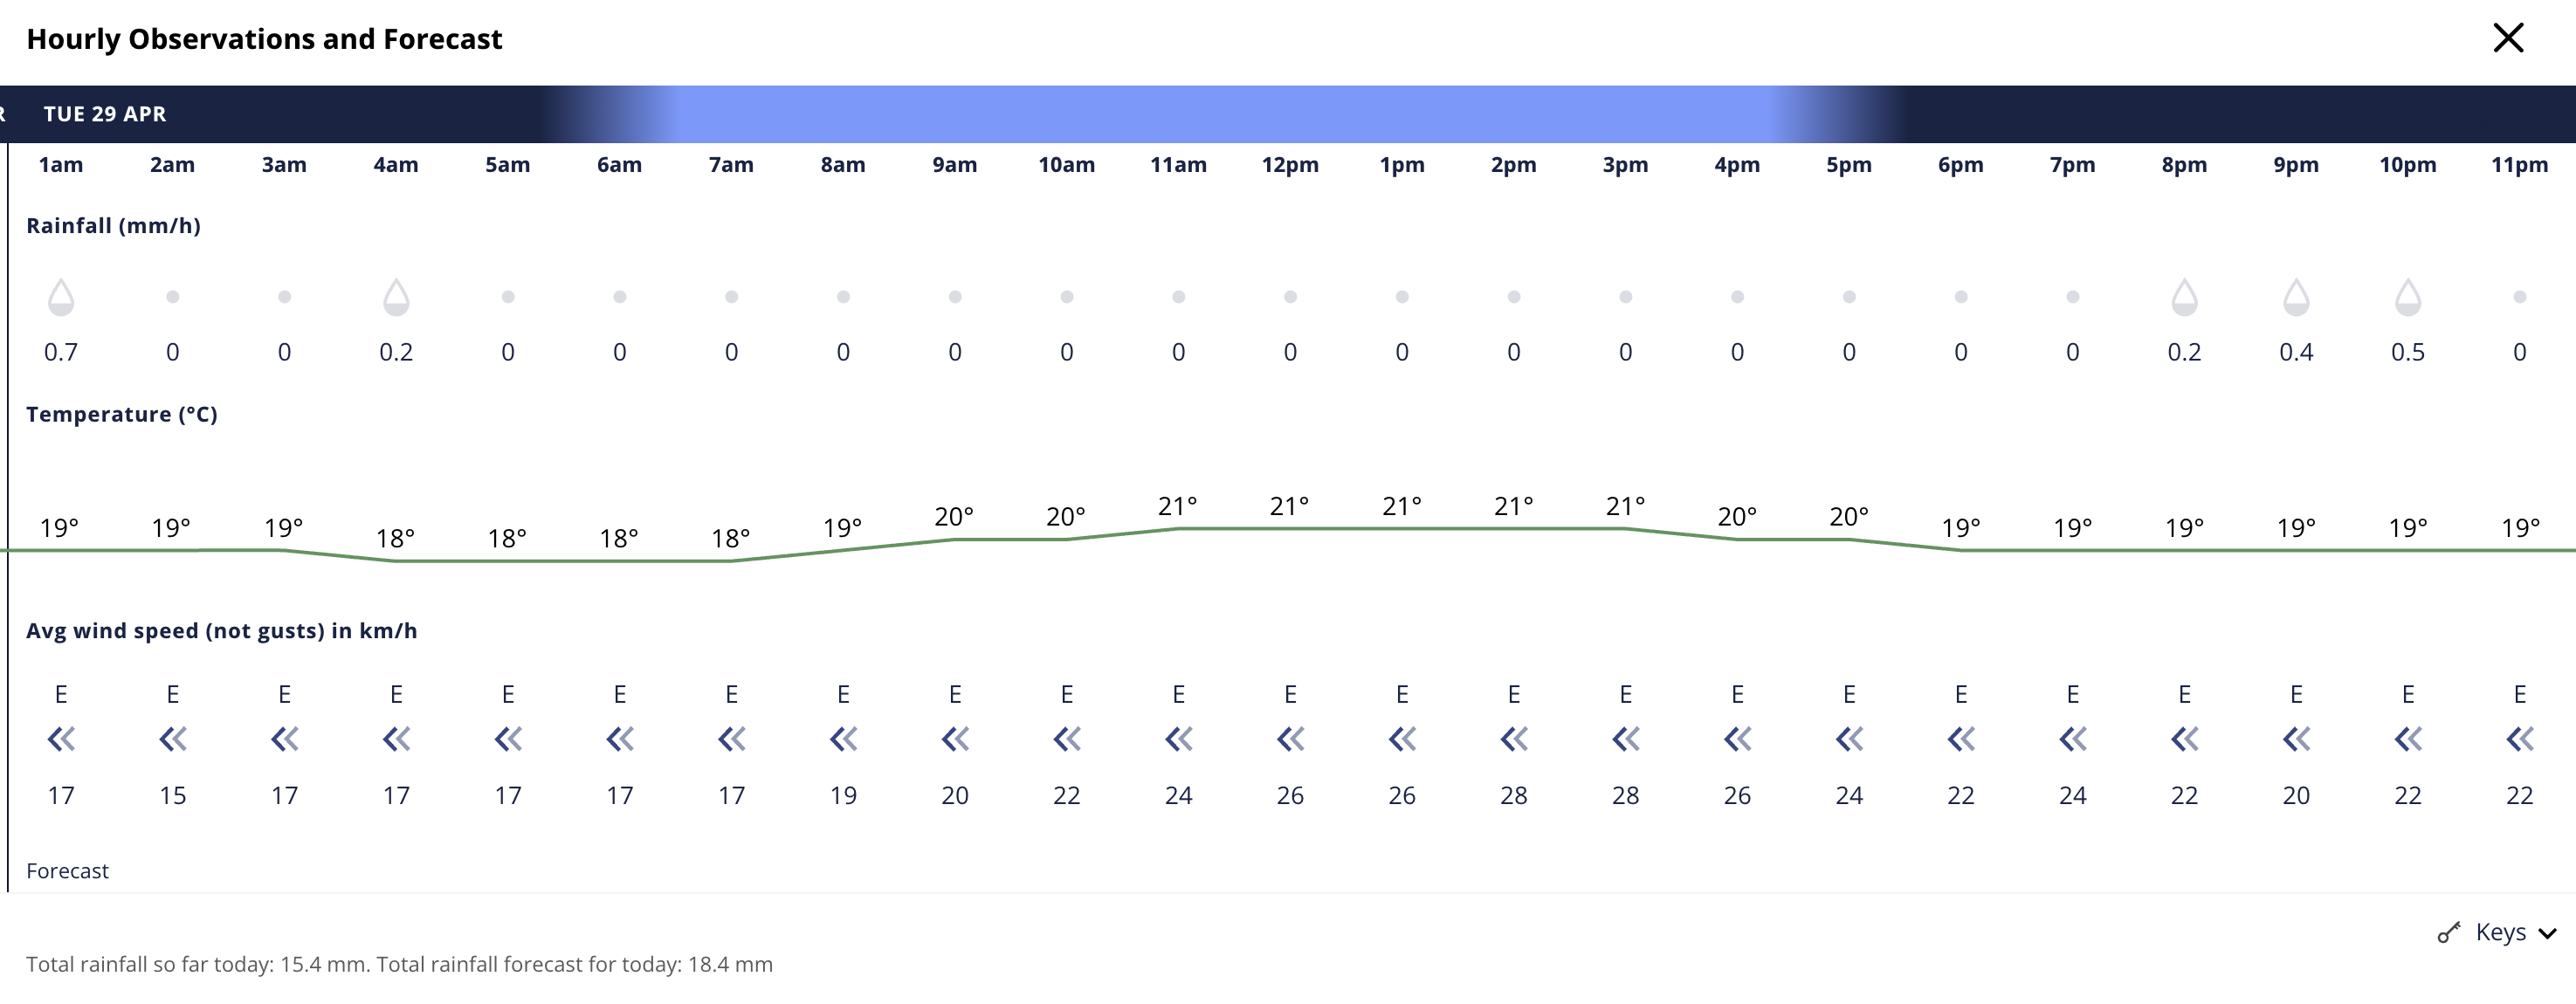 Hourly Observations and Forecast
R TUE 29 APR
1am 2am 3am 4am 5am 6am 7am 8am 9am 10am 11am 12pm 1pm 2pm 3pm 4pm 5pm 6pm 7pm 8pm 9pm 10pm 11pm
Rainfall (mm/h)
0.7 0 0 0.2 0 0 0 0 0 0 0 0 0 0 0 0 0 0 0 0.2 0.4 0.5 0
Temperature (°C)
19° 19° 19° 18° 18° 18° 18° 19° 20° 20° 21° 21° 21° 21° 21° 20° 20° 19° 19° 19° 19° 19° 19°
Avg wind speed (not gusts) in km/h
E E E E E E E E E E E E E E E E E E E E E E E
17 15 17 17 17 17 17 19 20 22 24 26 26 28 28 26 24 22 24 22 20 22 22
Forecast
Keys
Total rainfall so far today: 15.4 mm. Total rainfall forecast for today: 18.4 mm